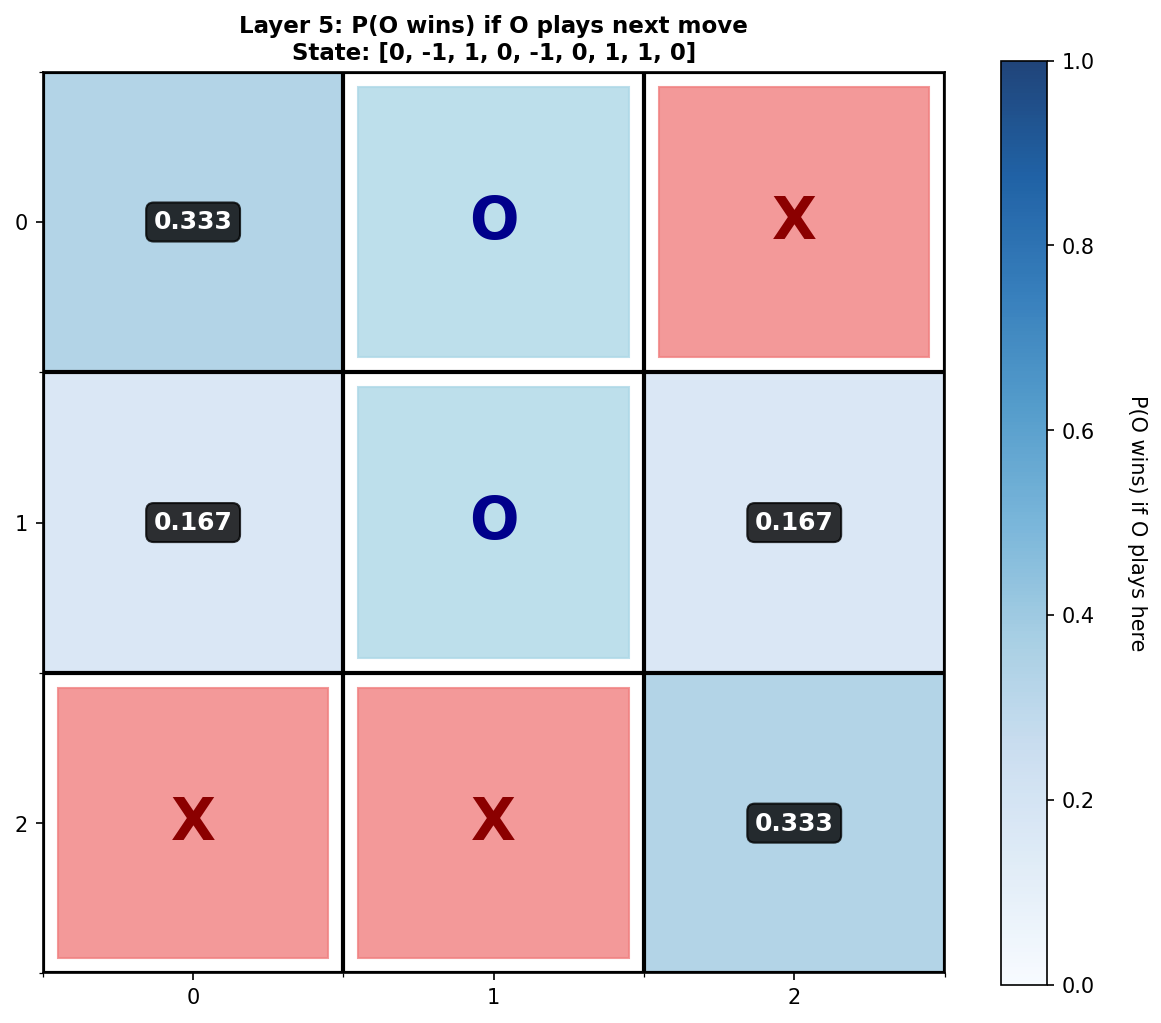 Layer 5: P(O wins) if O plays next move
State: [0, -1, 1, 0, -1, 0, 1, 1, 0]
0.333 O X
0.167 O 0.167
X X 0.333
0
1
2
0 1 2
1.0
0.8
0.6
0.4
0.2
0.0
P(O wins) if O plays here